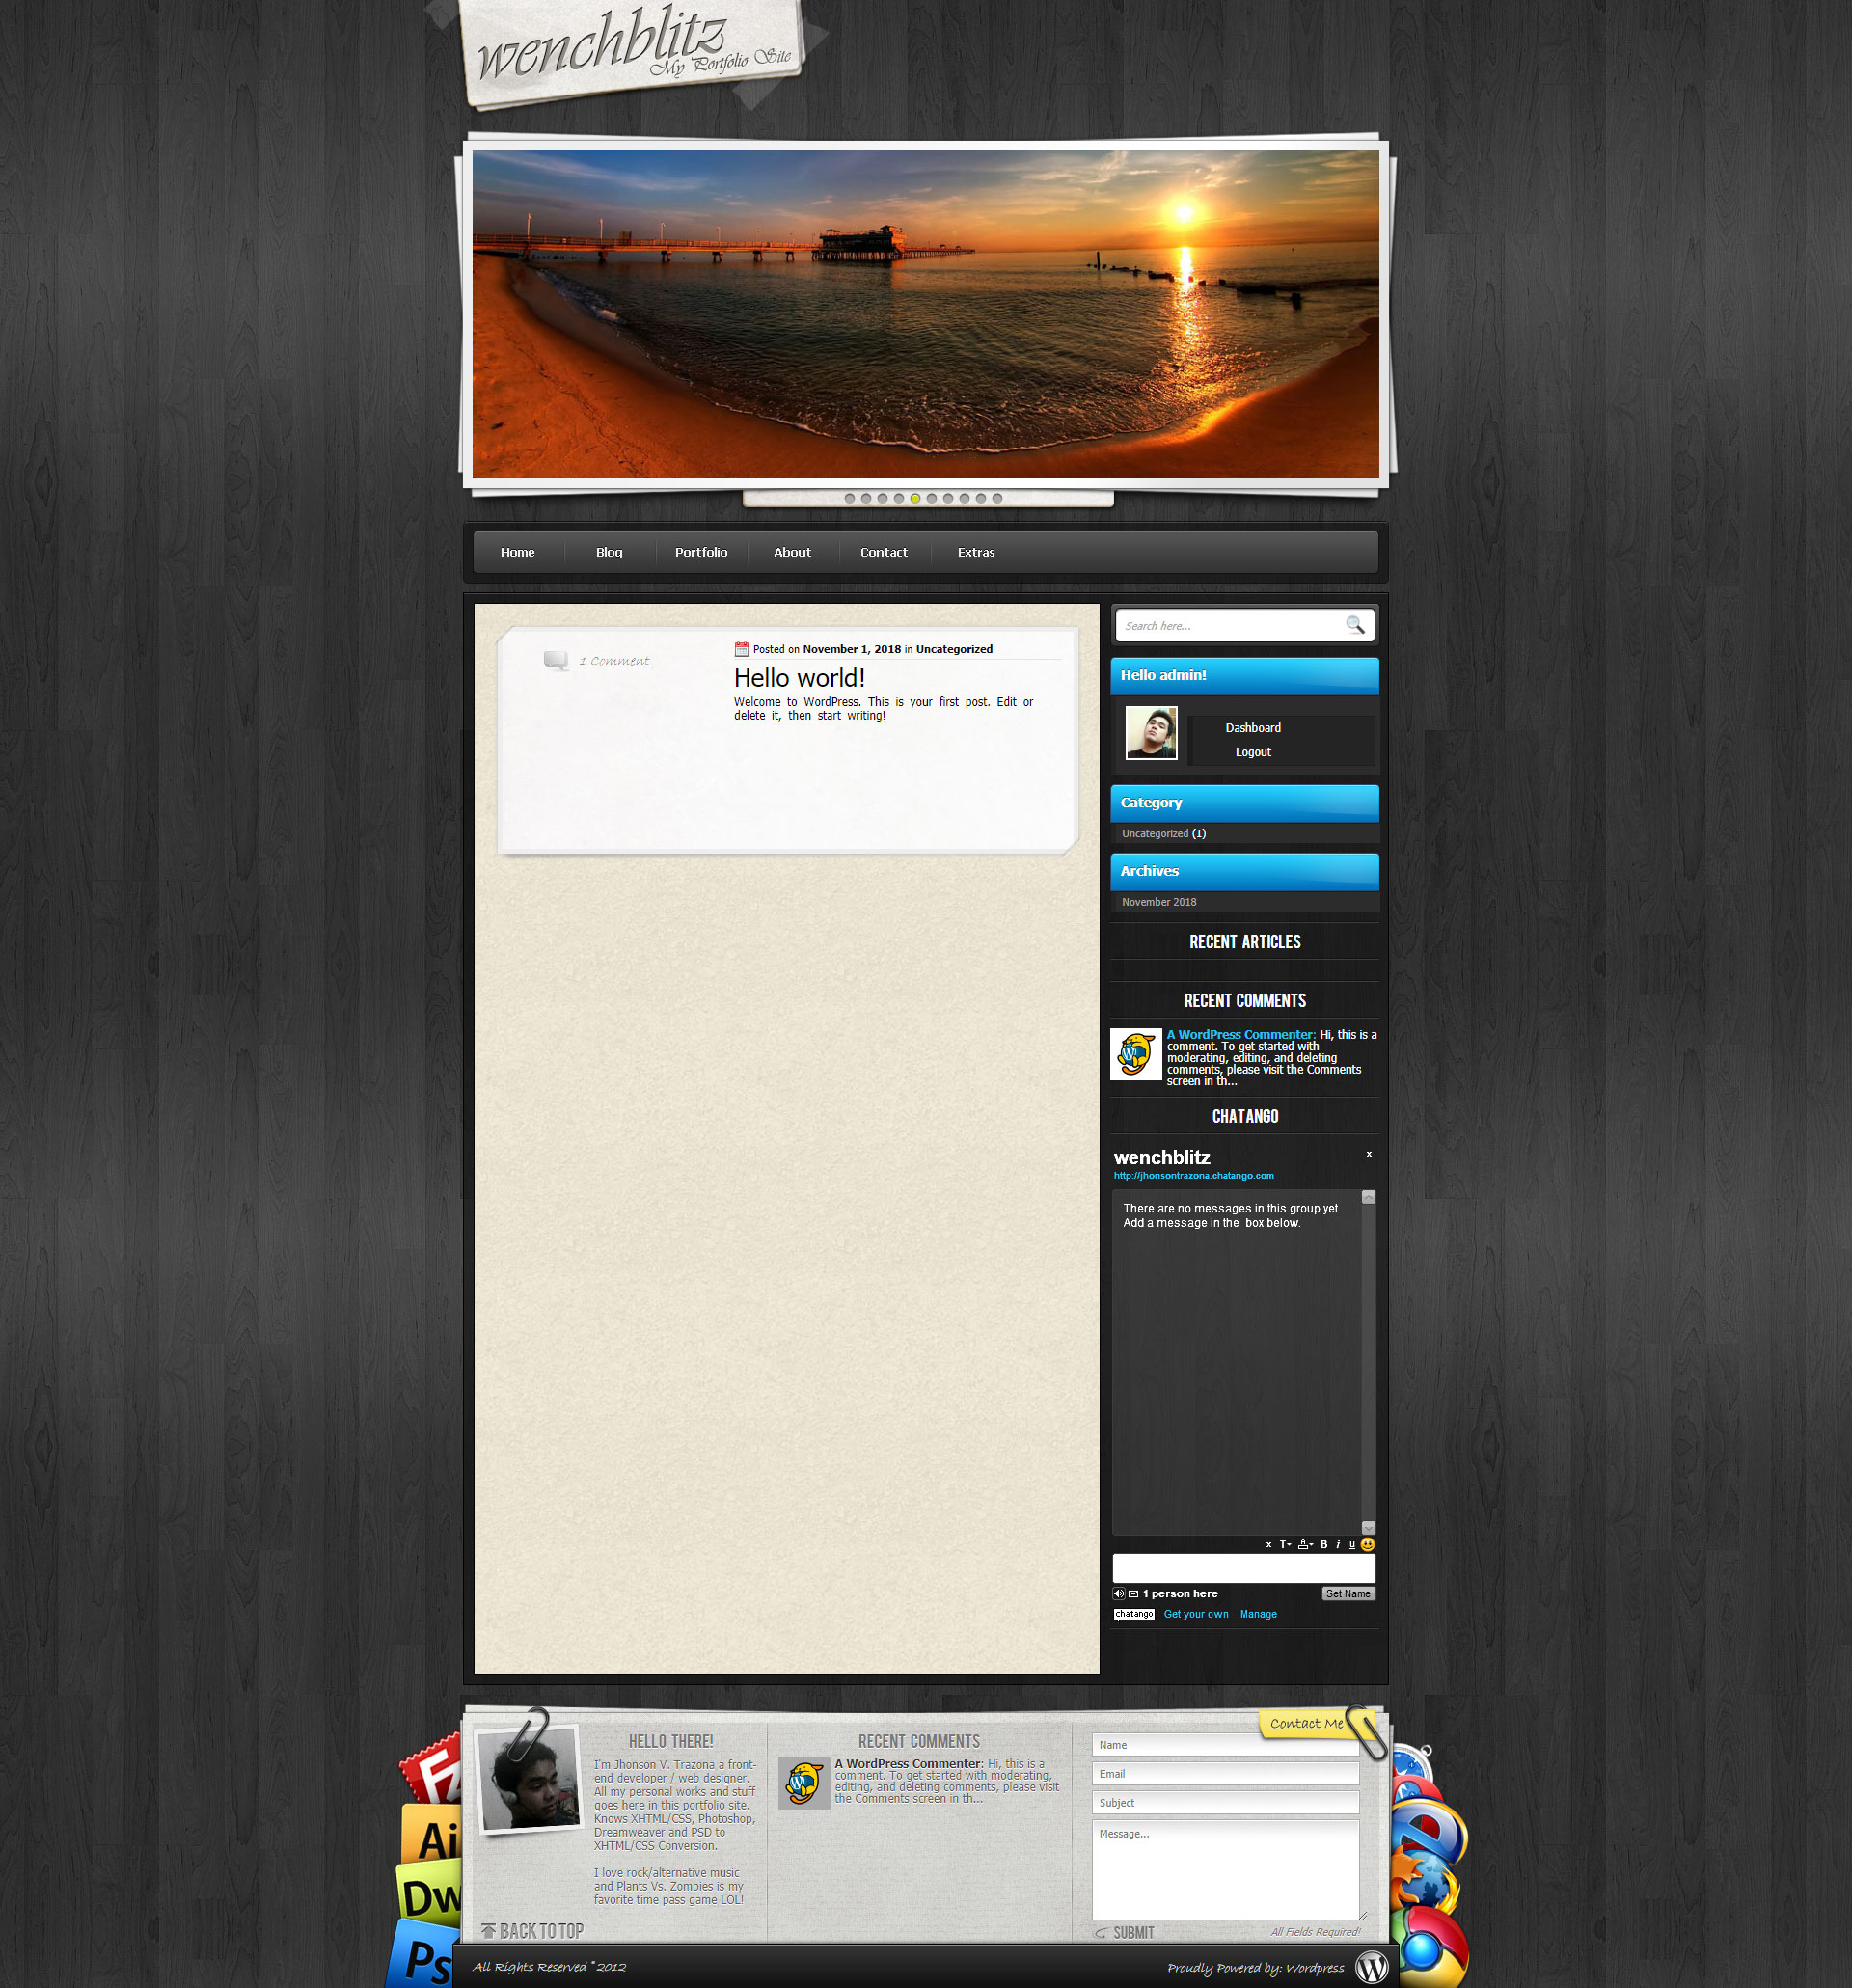 wenchblitz
My Portfolio Site
Home Blog Portfolio About Contact Extras
1 Comment
Posted on November 1, 2018 in Uncategorized
Hello world!
Welcome to WordPress. This is your first post. Edit or
delete it, then start writing!
Search here...
Hello admin!
Dashboard
Logout
Category
Uncategorized (1)
Archives
November 2018
RECENT ARTICLES
RECENT COMMENTS
A WordPress Commenter: Hi, this is a
comment. To get started with
moderating, editing, and deleting
comments, please visit the Comments
screen in th...
CHATANGO
wenchblitz
x
http://jhonsontrazona.chatango.com
There are no messages in this group yet.
Add a message in the box below.
x T B i u
1 person here
Set Name
chatango Get your own Manage
HELLO THERE!
I'm Jhonson V. Trazona a front-
end developer / web designer.
All my personal works and stuff
goes here in this portfolio site.
Knows XHTML/CSS, Photoshop,
Dreamweaver and PSD to
XHTML/CSS Conversion.
I love rock/alternative music
and Plants Vs. Zombies is my
favorite time pass game LOL!
BACK TO TOP
RECENT COMMENTS
A WordPress Commenter: Hi, this is a
comment. To get started with moderating,
editing, and deleting comments, please visit
the Comments screen in th...
Contact Me
Name
Email
Subject
Message...
SUBMIT
All Fields Required!
Fz
Ai
Dw
Ps
All Rights Reserved ° 2012
Proudly Powered by: Wordpress